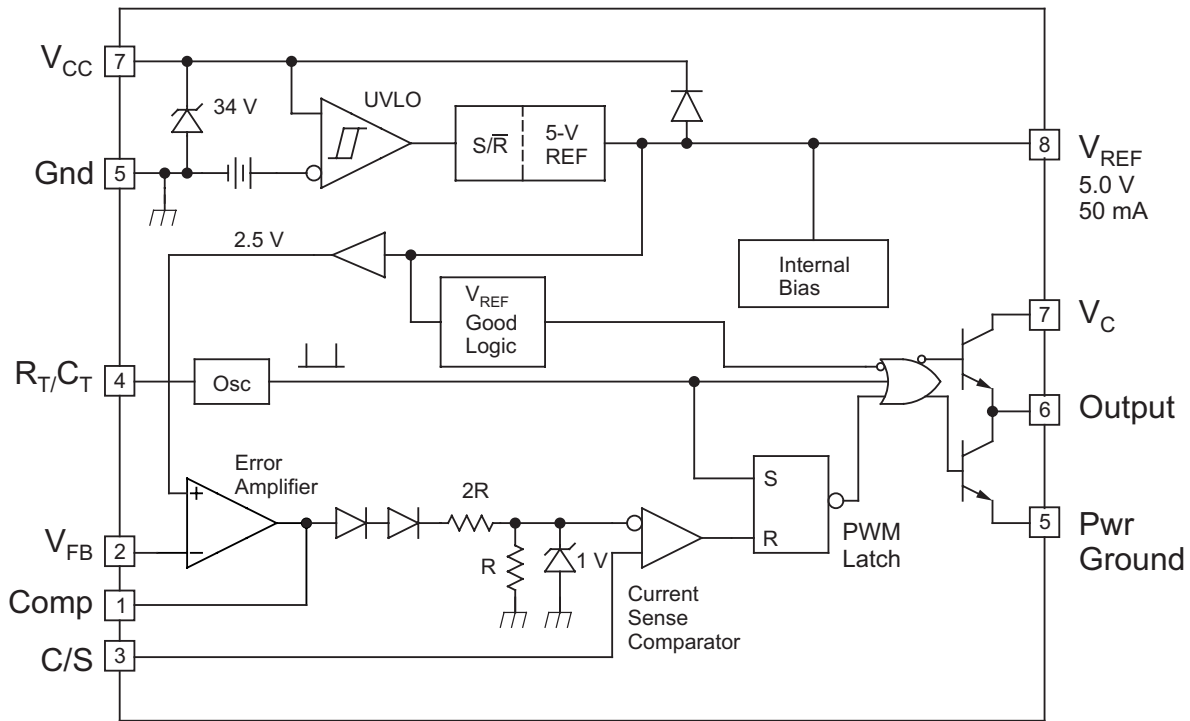 V_CC
7
34 V
UVLO
S/R̅
5-V
REF
8
V_REF
5.0 V
50 mA
Gnd
5
2.5 V
V_REF
Good
Logic
Internal
Bias
7
V_C
R_T/C_T
4
Osc
6
Output
Error
Amplifier
+
−
2R
R
1 V
S
R
PWM
Latch
5
Pwr
Ground
V_FB
2
Comp
1
Current
Sense
Comparator
C/S
3